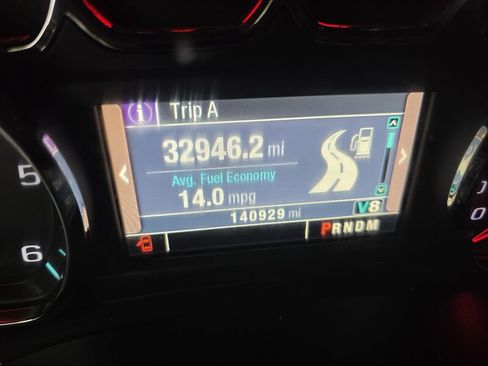 i Trip A
32946.2 mi
Avg. Fuel Economy
14.0 mpg
140929 mi V8
PRNDM
5
6